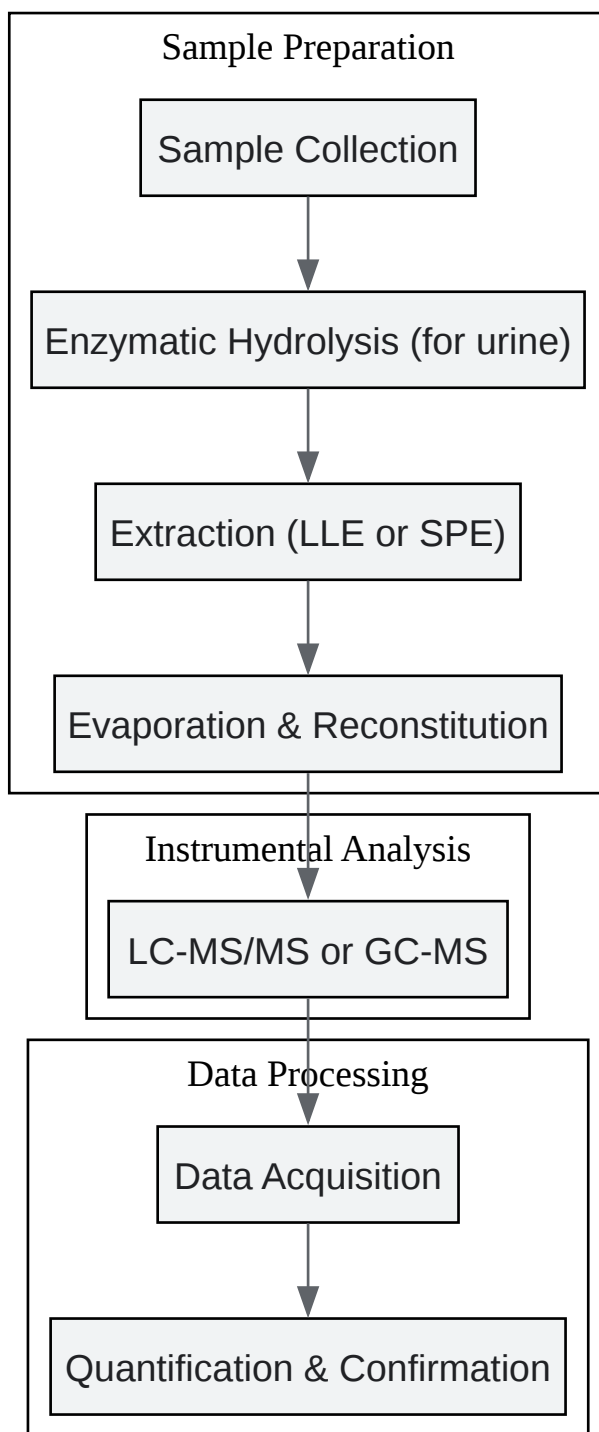 Sample Preparation
Sample Collection
Enzymatic Hydrolysis (for urine)
Extraction (LLE or SPE)
Evaporation & Reconstitution
Instrumental Analysis
LC-MS/MS or GC-MS
Data Processing
Data Acquisition
Quantification & Confirmation